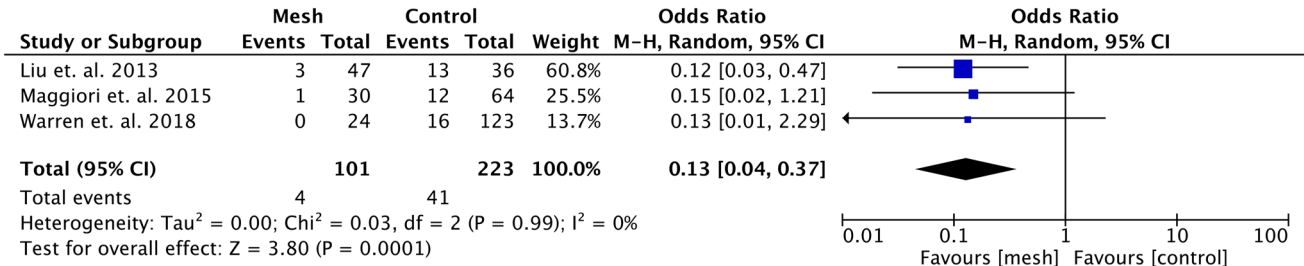 Mesh Control Odds Ratio Odds Ratio
Study or Subgroup Events Total Events Total Weight M-H, Random, 95% CI M-H, Random, 95% CI
Liu et. al. 2013 3 47 13 36 60.8% 0.12 [0.03, 0.47]
Maggiori et. al. 2015 1 30 12 64 25.5% 0.15 [0.02, 1.21]
Warren et. al. 2018 0 24 16 123 13.7% 0.13 [0.01, 2.29]
Total (95% CI) 101 223 100.0% 0.13 [0.04, 0.37]
Total events 4 41
Heterogeneity: Tau² = 0.00; Chi² = 0.03, df = 2 (P = 0.99); I² = 0%
Test for overall effect: Z = 3.80 (P = 0.0001)
0.01 0.1 1 10 100
Favours [mesh] Favours [control]